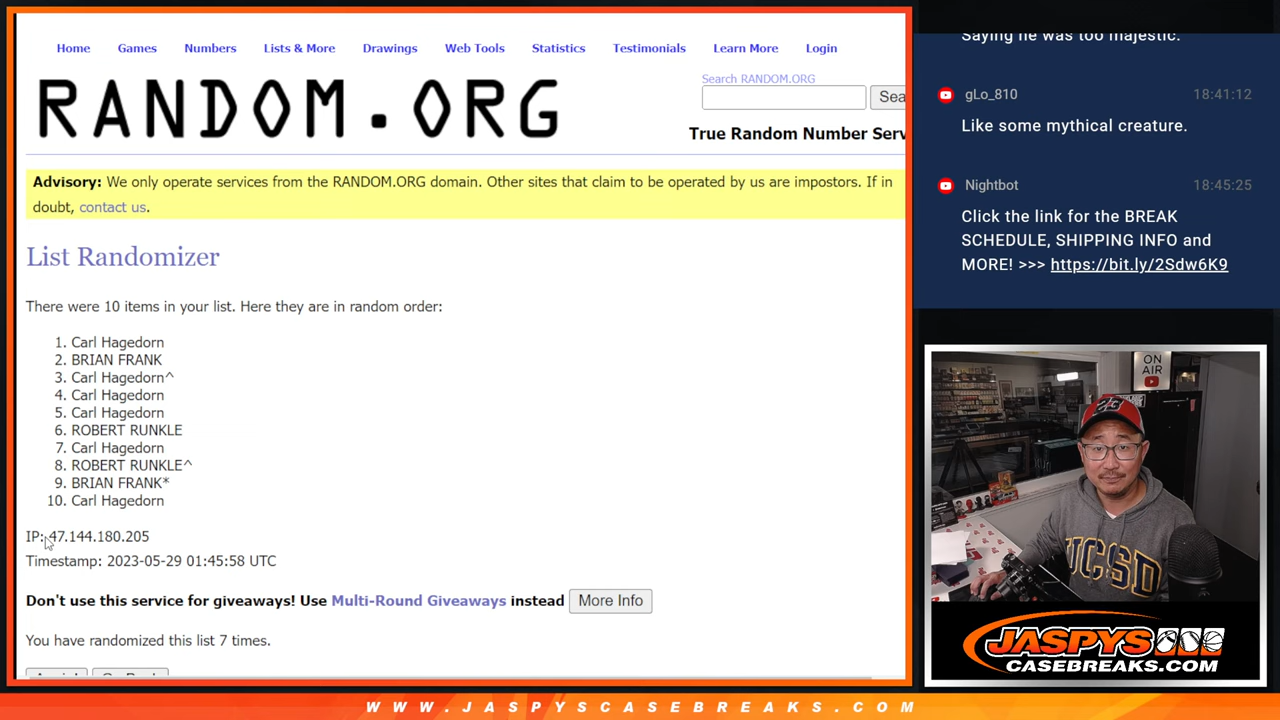 Home Games Numbers Lists & More Drawings Web Tools Statistics Testimonials Learn More Login
RANDOM.ORG
Search RANDOM.ORG
Sea
True Random Number Serv
Advisory: We only operate services from the RANDOM.ORG domain. Other sites that claim to be operated by us are impostors. If in
doubt, contact us.
List Randomizer
There were 10 items in your list. Here they are in random order:
1. Carl Hagedorn
2. BRIAN FRANK
3. Carl Hagedorn^
4. Carl Hagedorn
5. Carl Hagedorn
6. ROBERT RUNKLE
7. Carl Hagedorn
8. ROBERT RUNKLE^
9. BRIAN FRANK*
10. Carl Hagedorn
IP: 47.144.180.205
Timestamp: 2023-05-29 01:45:58 UTC
Don't use this service for giveaways! Use Multi-Round Giveaways instead More Info
You have randomized this list 7 times.
Saying he was too majestic.
gLo_810 18:41:12
Like some mythical creature.
Nightbot 18:45:25
Click the link for the BREAK
SCHEDULE, SHIPPING INFO and
MORE! >>> https://bit.ly/2Sdw6K9
ON
AIR
23
UCSD
JASPYS
CASEBREAKS.COM
WWW.JASPYSCASEBREAKS.COM